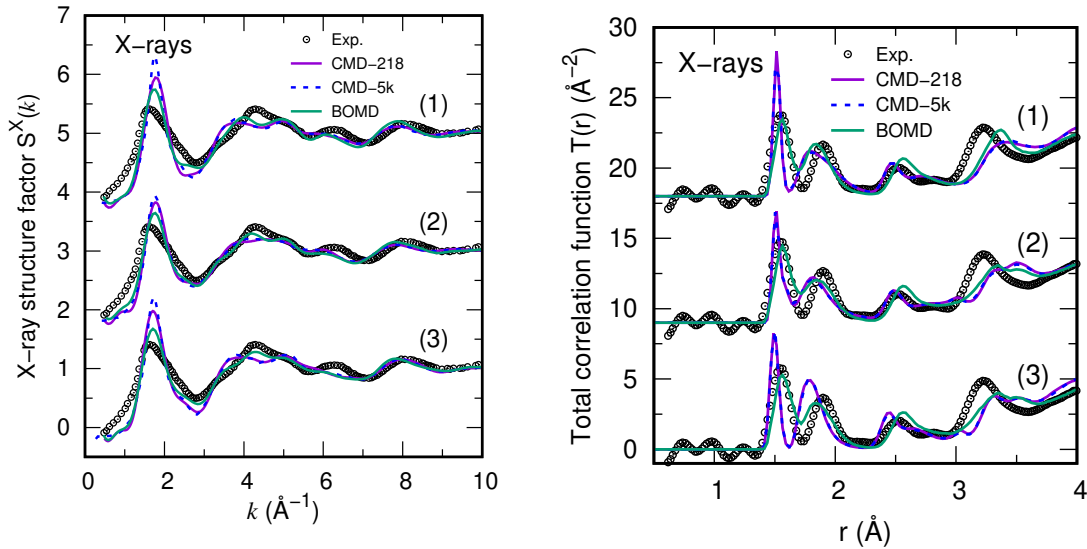 X−rays
Exp.
CMD−218
CMD−5k
BOMD
(1)
(2)
(3)
X−ray structure factor S^X(k)
7
6
5
4
3
2
1
0
0 2 4 6 8 10
k (Å⁻¹)
X−rays
Exp.
CMD−218
CMD−5k
BOMD
(1)
(2)
(3)
Total correlation function T(r) (Å⁻²)
30
25
20
15
10
5
0
1 2 3 4
r (Å)